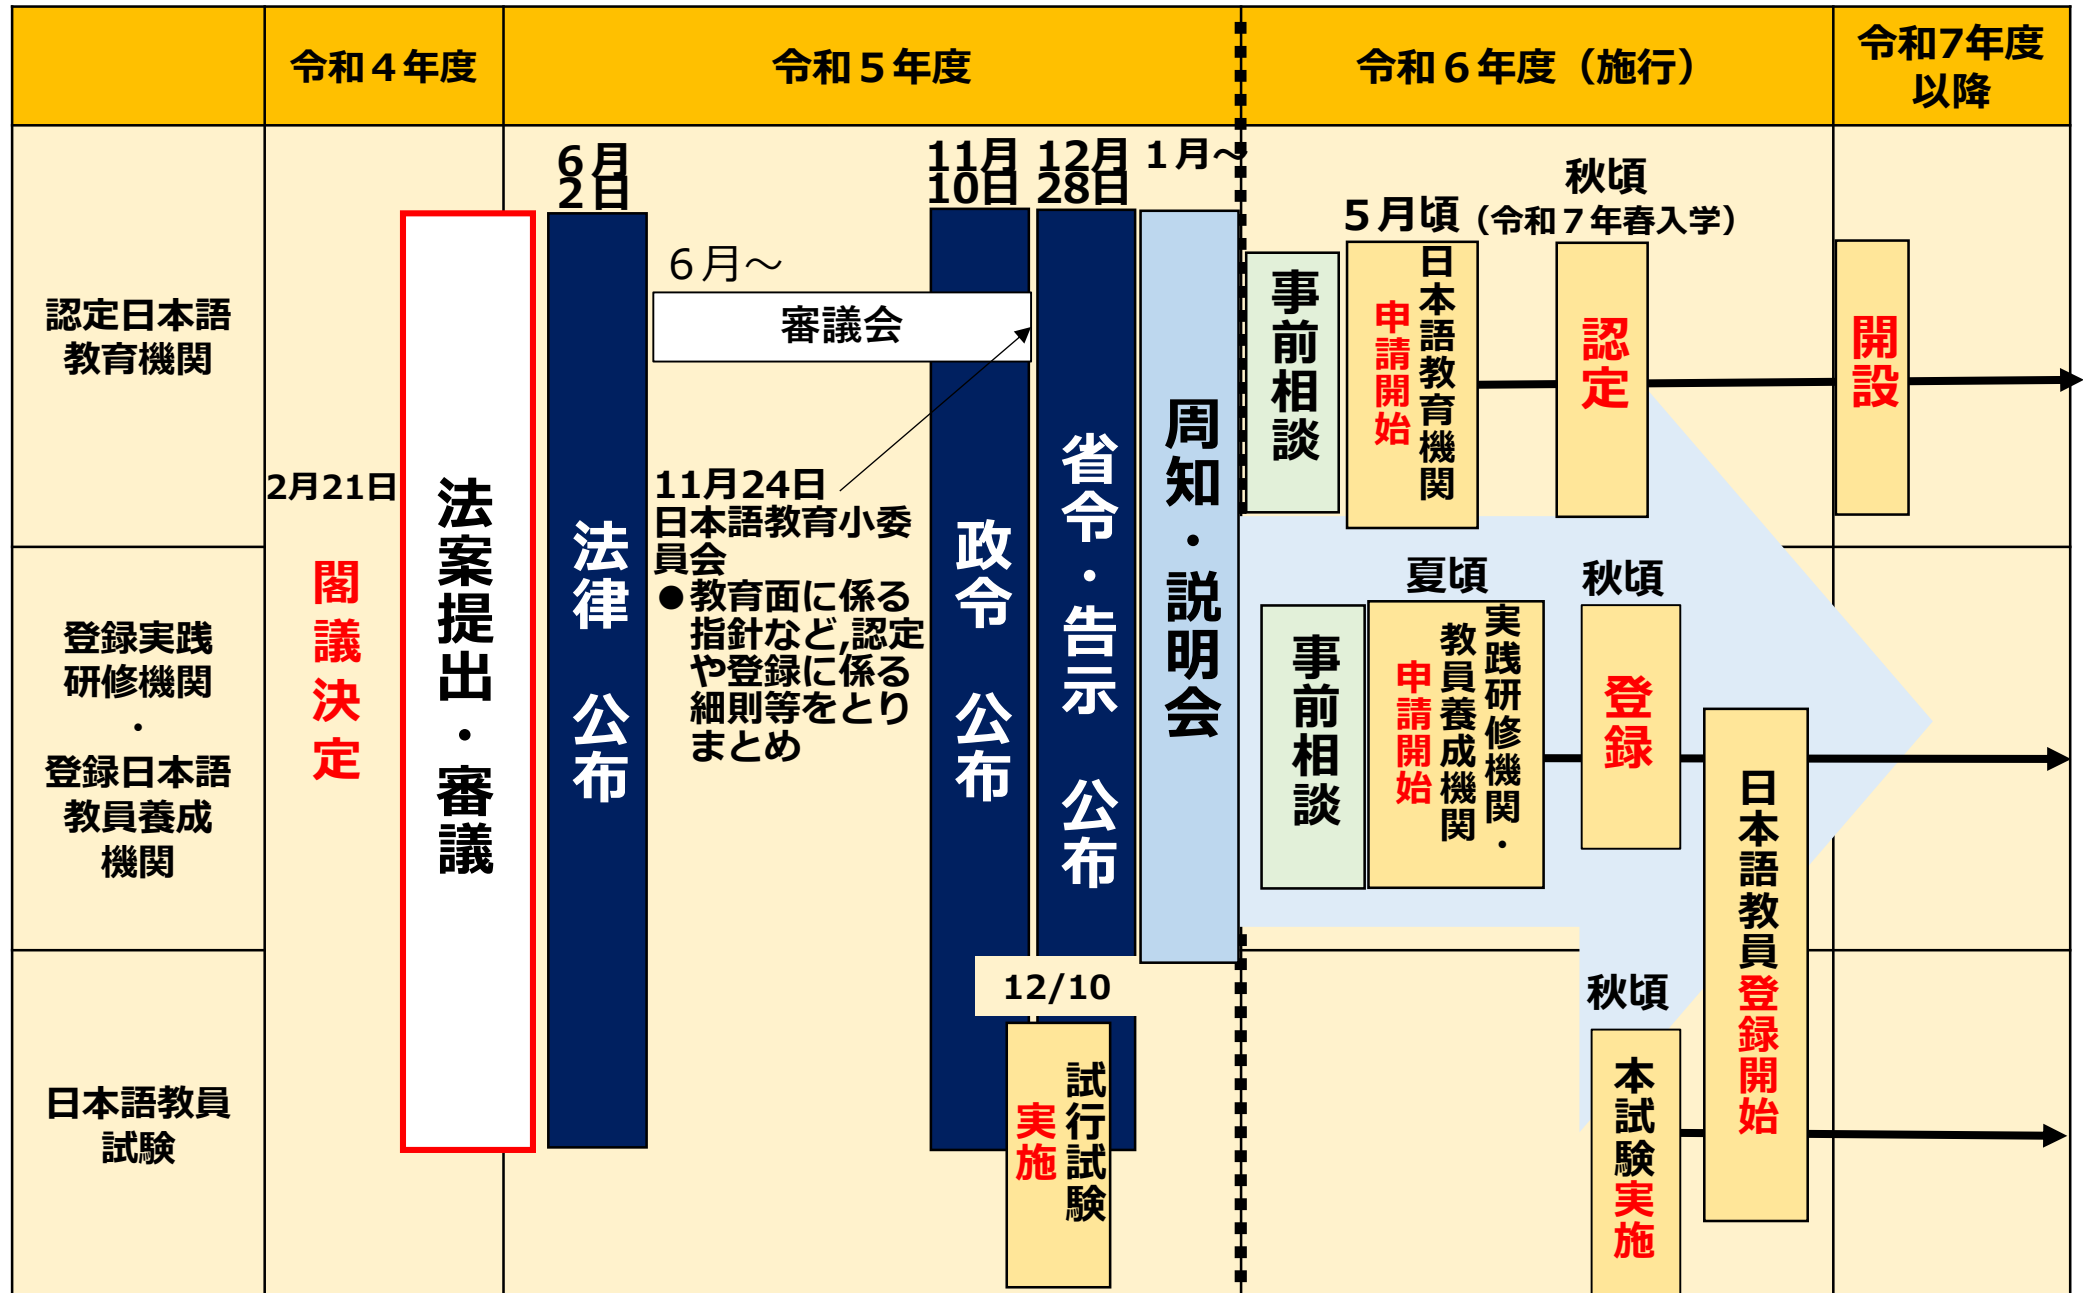 令和４年度
令和５年度
令和６年度（施行）
令和7年度
以降
認定日本語
教育機関
登録実践
研修機関
・
登録日本語
教員養成
機関
日本語教員
試験
2月21日
閣議決定
法案提出・審議
６月
２日
法律　公布
６月～
審議会
11月24日
日本語教育小委
員会
●教育面に係る
指針など,認定
や登録に係る
細則等をとり
まとめ
11月
10日
政令　公布
12月
28日
省令・告示　公布
１月～
周知・説明会
12/10
試行試験
実施
事前相談
５月頃
日本語教育機関
申請開始
秋頃
（令和７年春入学）
認定
開設
事前相談
夏頃
実践研修機関・
教員養成機関
申請開始
秋頃
登録
日本語教員登録開始
秋頃
本試験実施